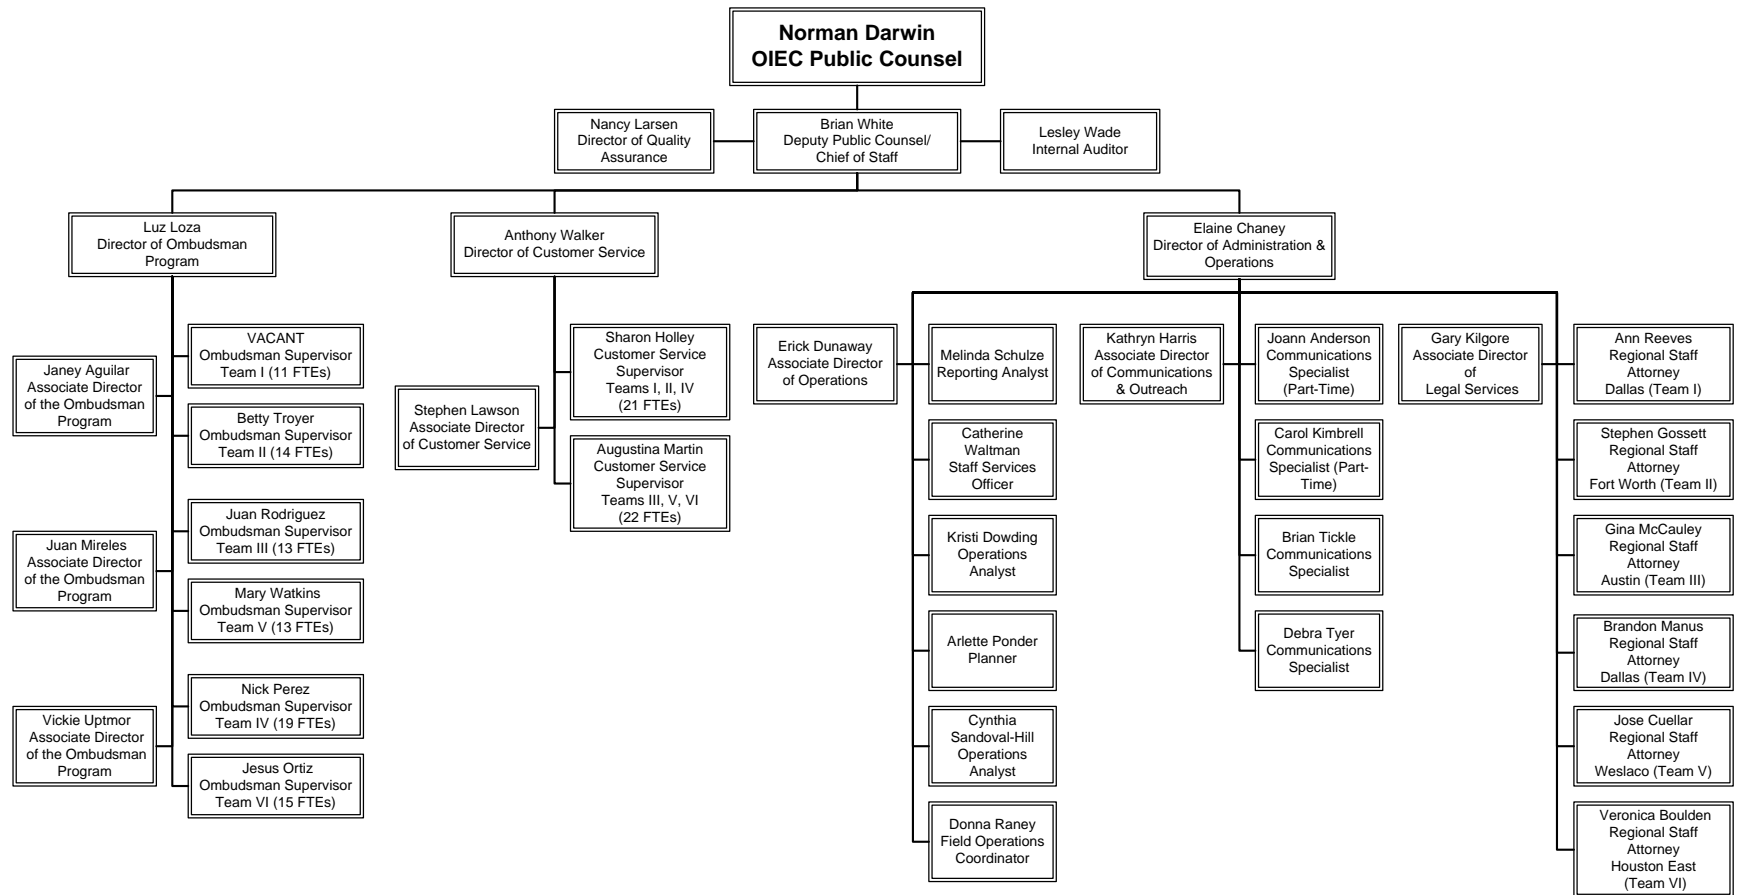 Norman Darwin
OIEC Public Counsel
Nancy Larsen
Director of Quality
Assurance
Brian White
Deputy Public Counsel/
Chief of Staff
Lesley Wade
Internal Auditor
Luz Loza
Director of Ombudsman
Program
Anthony Walker
Director of Customer Service
Elaine Chaney
Director of Administration &
Operations
Janey Aguilar
Associate Director
of the Ombudsman
Program
VACANT
Ombudsman Supervisor
Team I (11 FTEs)
Betty Troyer
Ombudsman Supervisor
Team II (14 FTEs)
Juan Mireles
Associate Director
of the Ombudsman
Program
Juan Rodriguez
Ombudsman Supervisor
Team III (13 FTEs)
Mary Watkins
Ombudsman Supervisor
Team V (13 FTEs)
Vickie Uptmor
Associate Director
of the Ombudsman
Program
Nick Perez
Ombudsman Supervisor
Team IV (19 FTEs)
Jesus Ortiz
Ombudsman Supervisor
Team VI (15 FTEs)
Stephen Lawson
Associate Director
of Customer Service
Sharon Holley
Customer Service
Supervisor
Teams I, II, IV
(21 FTEs)
Augustina Martin
Customer Service
Supervisor
Teams III, V, VI
(22 FTEs)
Erick Dunaway
Associate Director
of Operations
Melinda Schulze
Reporting Analyst
Catherine
Waltman
Staff Services
Officer
Kristi Dowding
Operations
Analyst
Arlette Ponder
Planner
Cynthia
Sandoval-Hill
Operations
Analyst
Donna Raney
Field Operations
Coordinator
Kathryn Harris
Associate Director
of Communications
& Outreach
Joann Anderson
Communications
Specialist
(Part-Time)
Carol Kimbrell
Communications
Specialist (Part-
Time)
Brian Tickle
Communications
Specialist
Debra Tyer
Communications
Specialist
Gary Kilgore
Associate Director
of
Legal Services
Ann Reeves
Regional Staff
Attorney
Dallas (Team I)
Stephen Gossett
Regional Staff
Attorney
Fort Worth (Team II)
Gina McCauley
Regional Staff
Attorney
Austin (Team III)
Brandon Manus
Regional Staff
Attorney
Dallas (Team IV)
Jose Cuellar
Regional Staff
Attorney
Weslaco (Team V)
Veronica Boulden
Regional Staff
Attorney
Houston East
(Team VI)